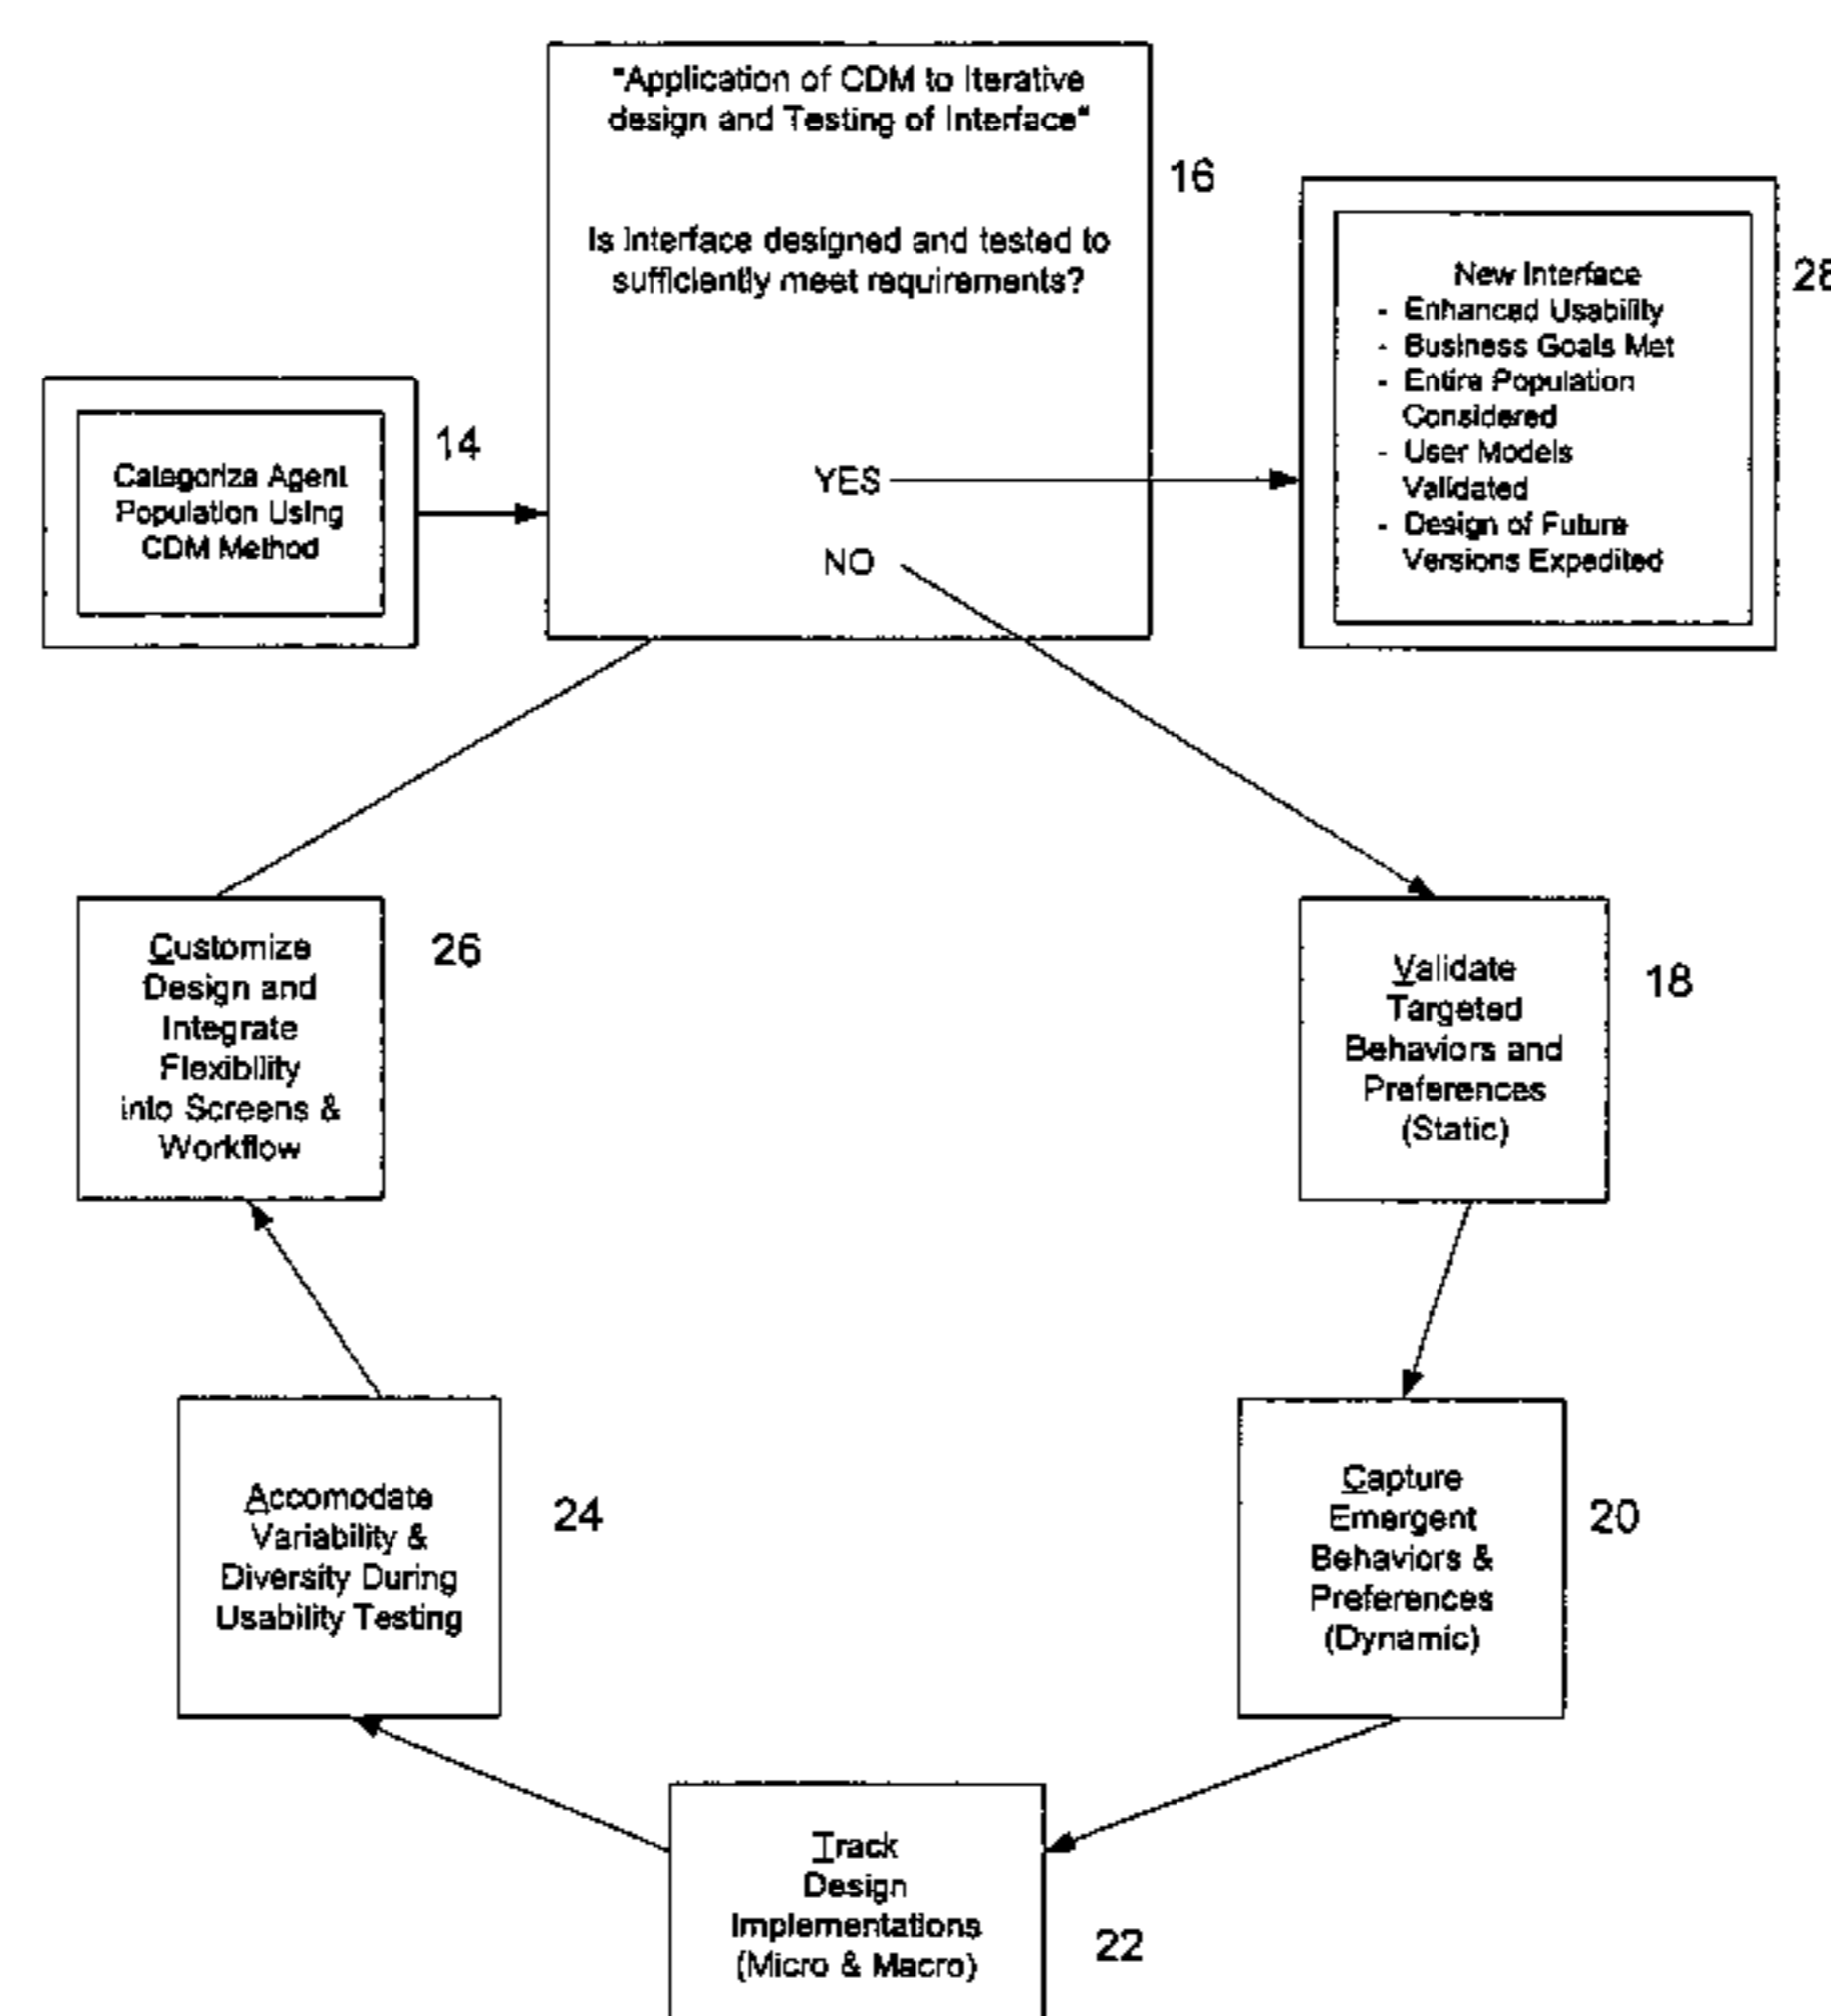 "Application of CDM to Iterative
design and Testing of Interface"
16
Is Interface designed and tested to
sufficiently meet requirements?
YES
NO
New Interface
- Enhanced Usability
- Business Goals Met
- Entire Population
Considered
- User Models
Validated
- Design of Future
Versions Expedited
28
Categorize Agent
Population Using
CDM Method
14
Customize
Design and
Integrate
Flexibility
into Screens &
Workflow
26
Validate
Targeted
Behaviors and
Preferences
(Static)
18
Accomodate
Variability &
Diversity During
Usability Testing
24
Capture
Emergent
Behaviors &
Preferences
(Dynamic)
20
Track
Design
Implementations
(Micro & Macro)
22